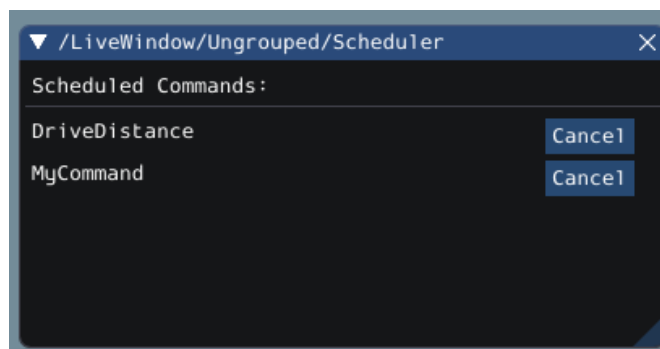 /LiveWindow/Ungrouped/Scheduler
Scheduled Commands:
DriveDistance Cancel
MyCommand Cancel